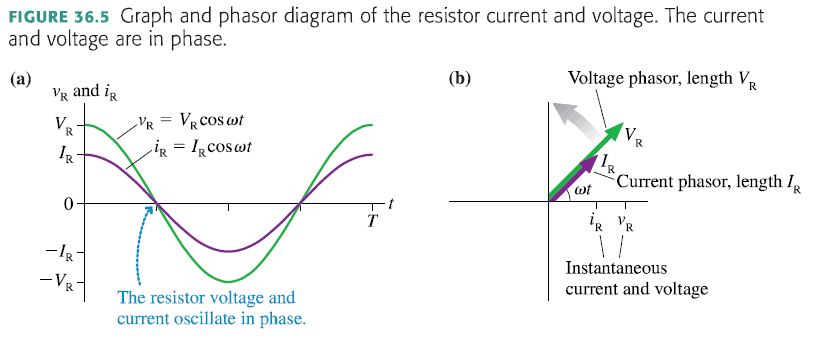 FIGURE 36.5 Graph and phasor diagram of the resistor current and voltage. The current
and voltage are in phase.
(a)
v_R and i_R
V_R
I_R
0
−I_R
−V_R
v_R = V_R cos ωt
i_R = I_R cos ωt
t
T
The resistor voltage and
current oscillate in phase.
(b)
Voltage phasor, length V_R
V_R
I_R
Current phasor, length I_R
ωt
i_R v_R
Instantaneous
current and voltage